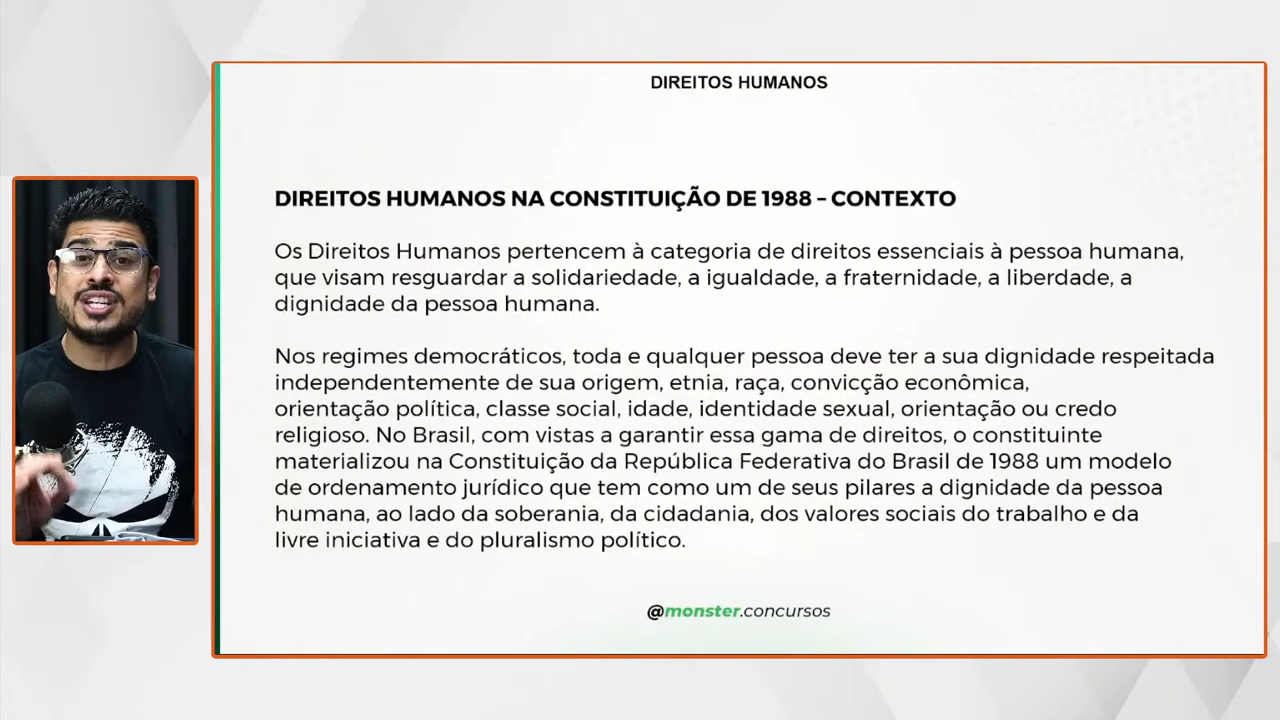 DIREITOS HUMANOS
DIREITOS HUMANOS NA CONSTITUIÇÃO DE 1988 – CONTEXTO
Os Direitos Humanos pertencem à categoria de direitos essenciais à pessoa humana,
que visam resguardar a solidariedade, a igualdade, a fraternidade, a liberdade, a
dignidade da pessoa humana.
Nos regimes democráticos, toda e qualquer pessoa deve ter a sua dignidade respeitada
independentemente de sua origem, etnia, raça, convicção econômica,
orientação política, classe social, idade, identidade sexual, orientação ou credo
religioso. No Brasil, com vistas a garantir essa gama de direitos, o constituinte
materializou na Constituição da República Federativa do Brasil de 1988 um modelo
de ordenamento jurídico que tem como um de seus pilares a dignidade da pessoa
humana, ao lado da soberania, da cidadania, dos valores sociais do trabalho e da
livre iniciativa e do pluralismo político.
@monster.concursos